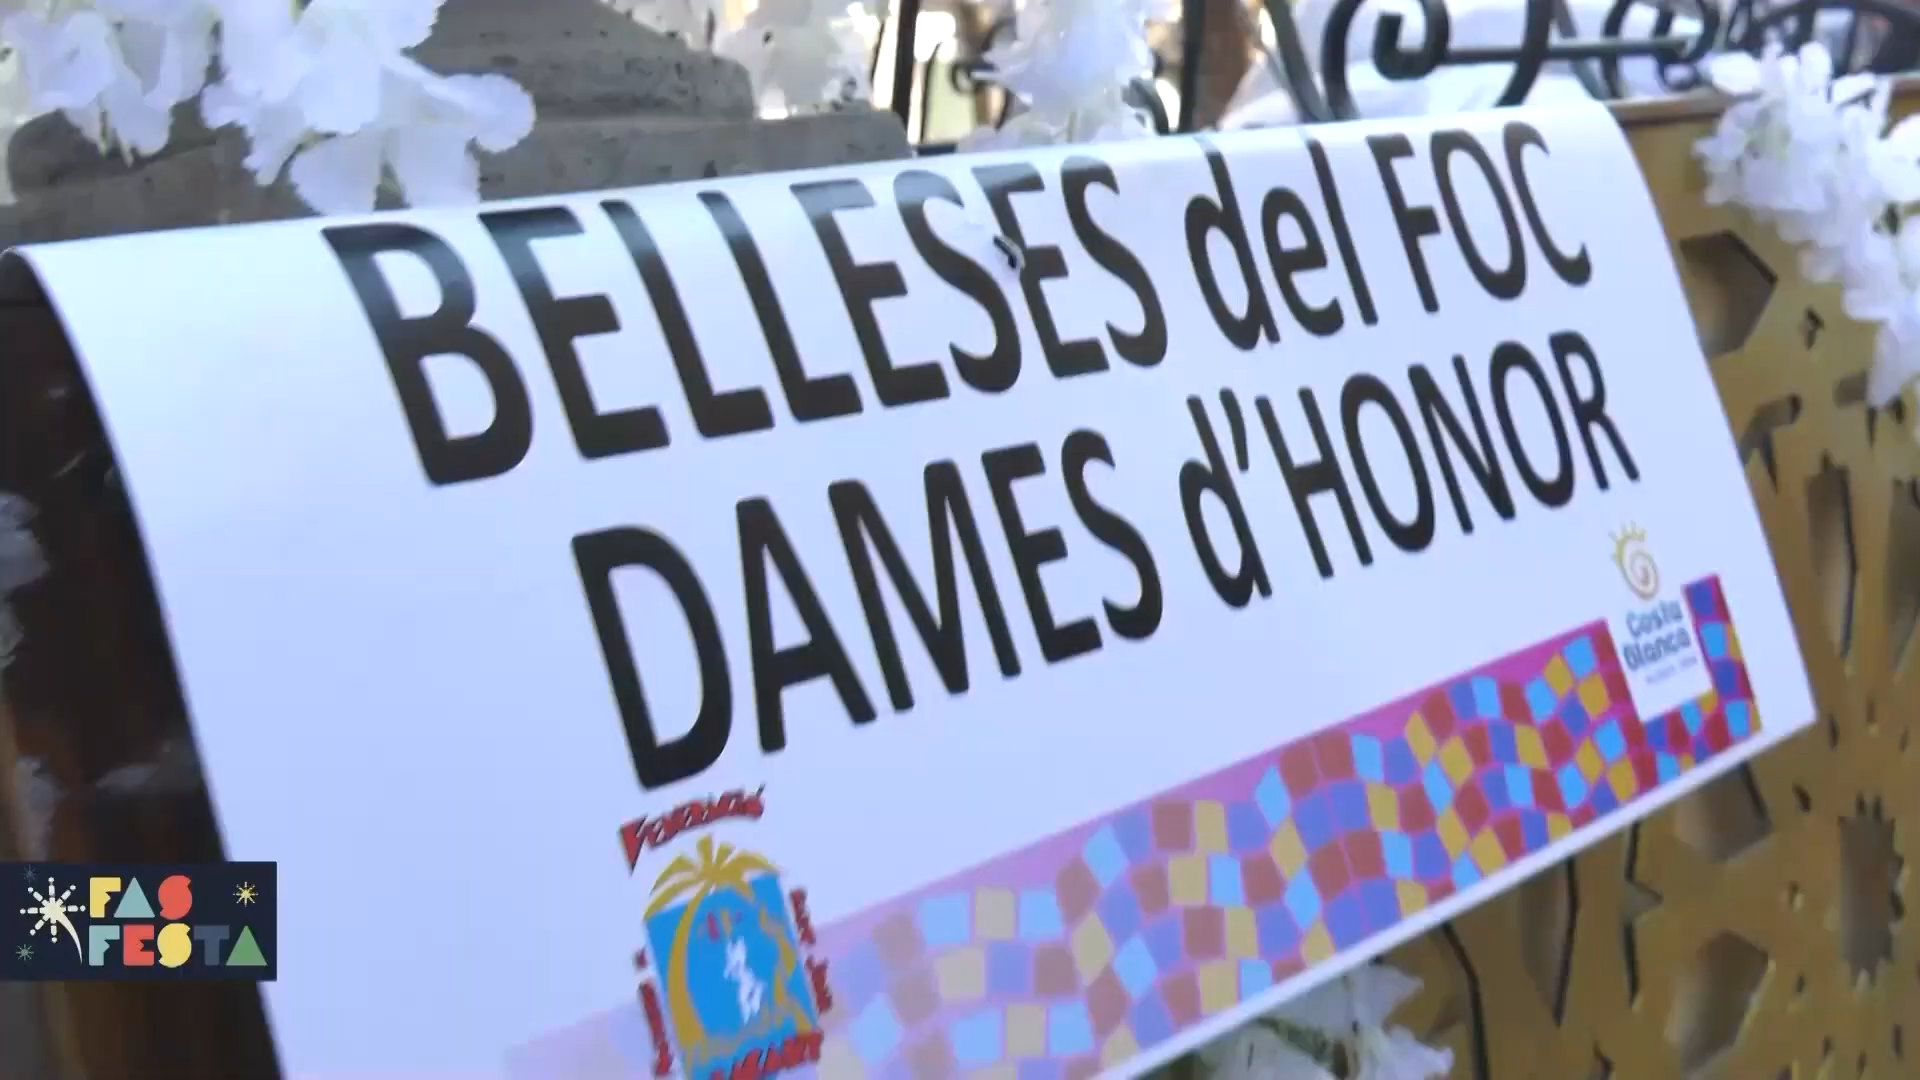 BELLESES del FOC
DAMES d'HONOR
Costa
Blanca
FAS
FESTA